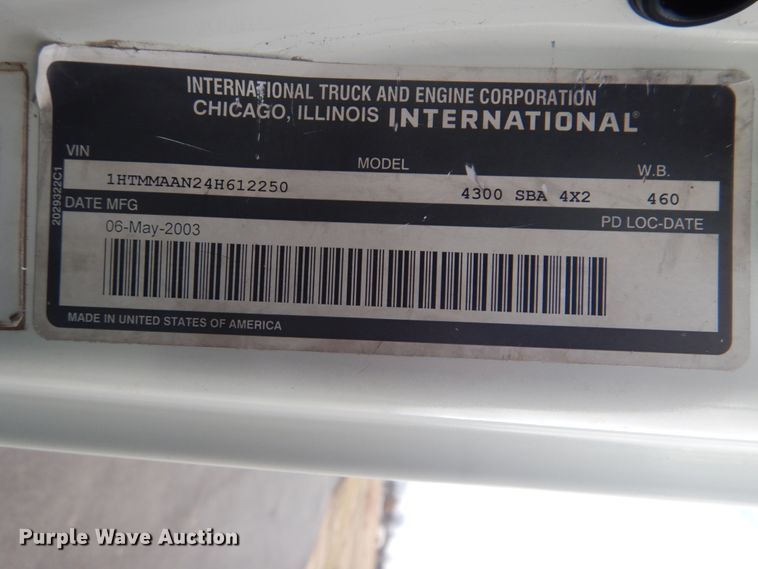 INTERNATIONAL TRUCK AND ENGINE CORPORATION
CHICAGO, ILLINOIS INTERNATIONAL®
VIN MODEL W.B.
1HTMMAAN24H612250 4300 SBA 4X2 460
DATE MFG PD LOC-DATE
06-May-2003
MADE IN UNITED STATES OF AMERICA
2029322C1
Purple Wave Auction